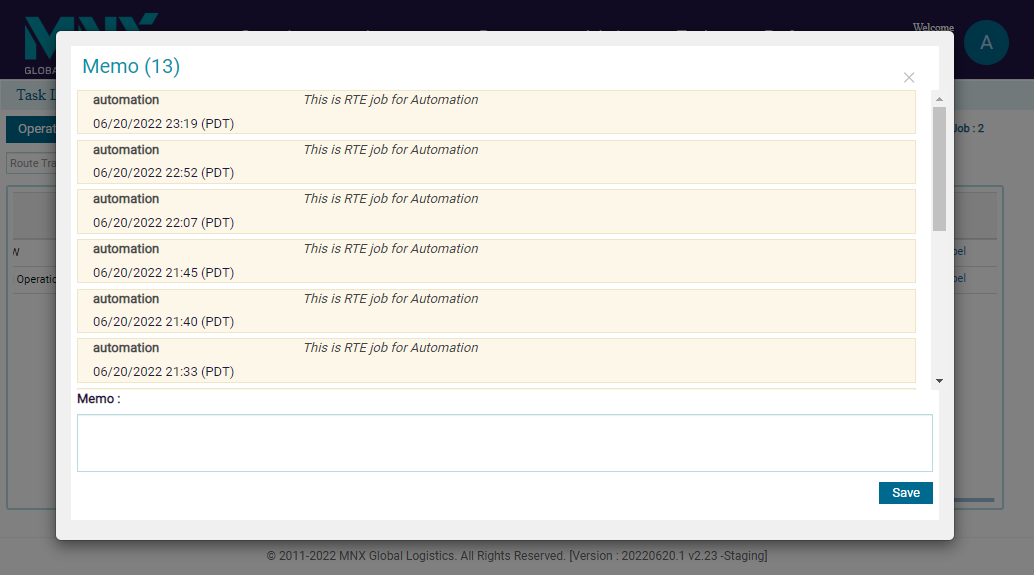 MNX
GLOBA
Welcome
A
Task L
Operat
Job : 2
Route Tra
W
Operatio
bel
bel
Memo (13)
×
automation This is RTE job for Automation
06/20/2022 23:19 (PDT)
automation This is RTE job for Automation
06/20/2022 22:52 (PDT)
automation This is RTE job for Automation
06/20/2022 22:07 (PDT)
automation This is RTE job for Automation
06/20/2022 21:45 (PDT)
automation This is RTE job for Automation
06/20/2022 21:40 (PDT)
automation This is RTE job for Automation
06/20/2022 21:33 (PDT)
Memo :
Save
© 2011-2022 MNX Global Logistics. All Rights Reserved. [Version : 20220620.1 v2.23 -Staging]